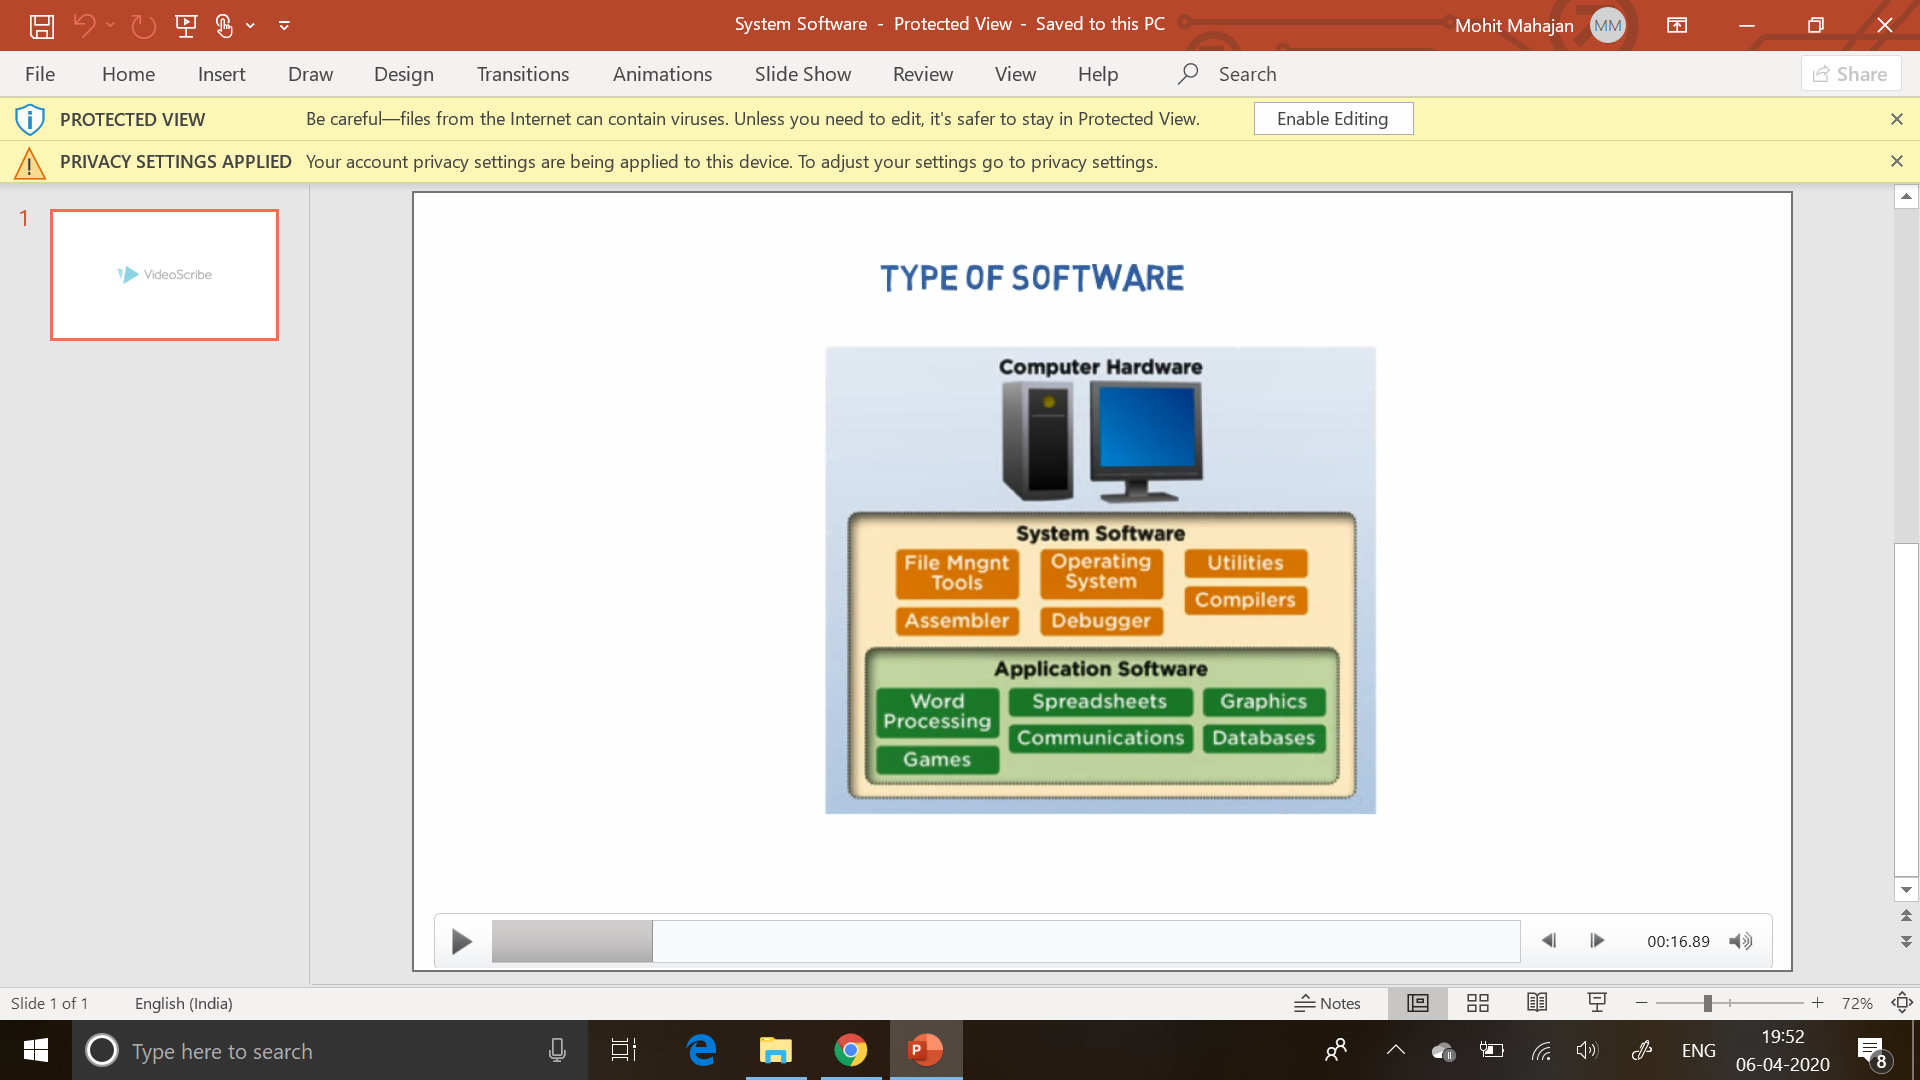 System Software - Protected View - Saved to this PC
Mohit Mahajan
MM
File Home Insert Draw Design Transitions Animations Slide Show Review View Help Search Share
PROTECTED VIEW Be careful—files from the Internet can contain viruses. Unless you need to edit, it's safer to stay in Protected View. Enable Editing
PRIVACY SETTINGS APPLIED Your account privacy settings are being applied to this device. To adjust your settings go to privacy settings.
1
VideoScribe
TYPE OF SOFTWARE
Computer Hardware
System Software
File Mngnt
Tools
Operating
System
Utilities
Compilers
Assembler
Debugger
Application Software
Word
Processing
Spreadsheets
Graphics
Communications
Databases
Games
00:16.89
Slide 1 of 1 English (India) Notes 72%
Type here to search
P
ENG
19:52
06-04-2020
8